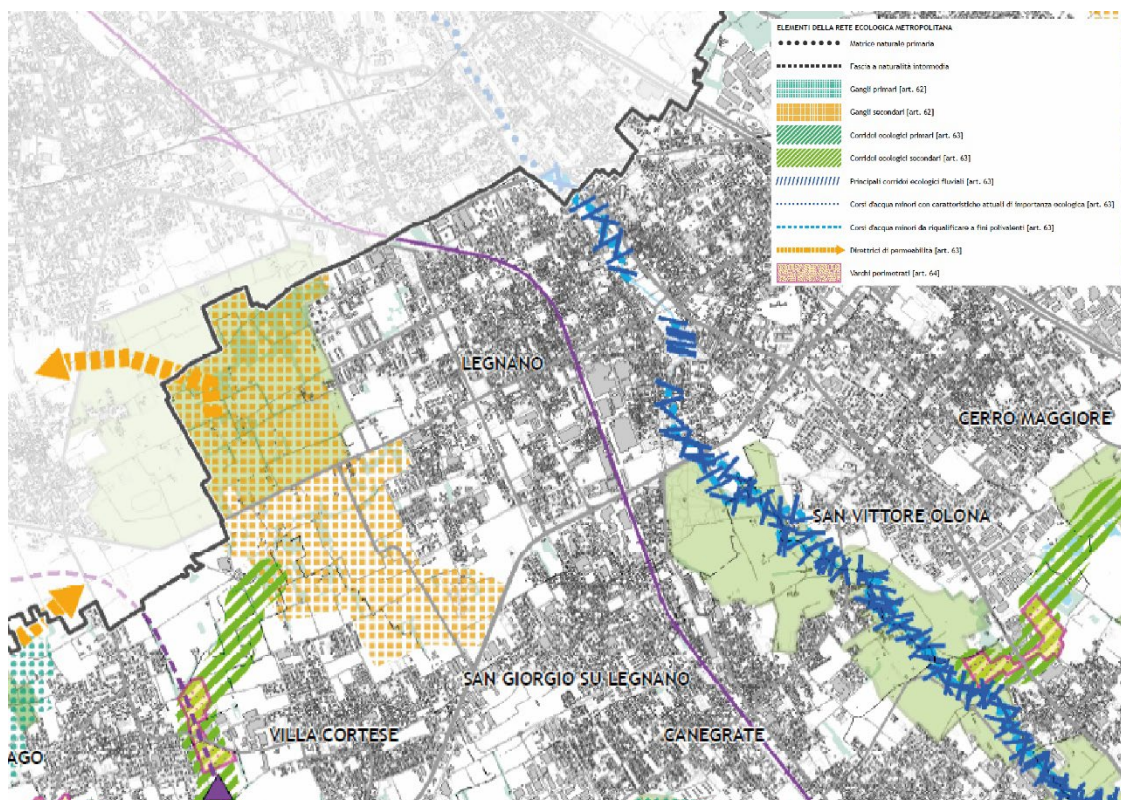 ELEMENTI DELLA RETE ECOLOGICA METROPOLITANA
Matrice naturale primaria
Fascia a naturalità intermedia
Gangli primari [art. 62]
Gangli secondari [art. 62]
Corridoi ecologici primari [art. 63]
Corridoi ecologici secondari [art. 63]
Principali corridoi ecologici fluviali [art. 63]
Corsi d'acqua minori con caratteristiche attuali di importanza ecologica [art. 63]
Corsi d'acqua minori da riqualificare a fini polivalenti [art. 63]
Direttrici di permeabilità [art. 63]
Varchi perimetrati [art. 64]
LEGNANO
CERRO MAGGIORE
SAN VITTORE OLONA
SAN GIORGIO SU LEGNANO
VILLA CORTESE
CANEGRATE
AGO